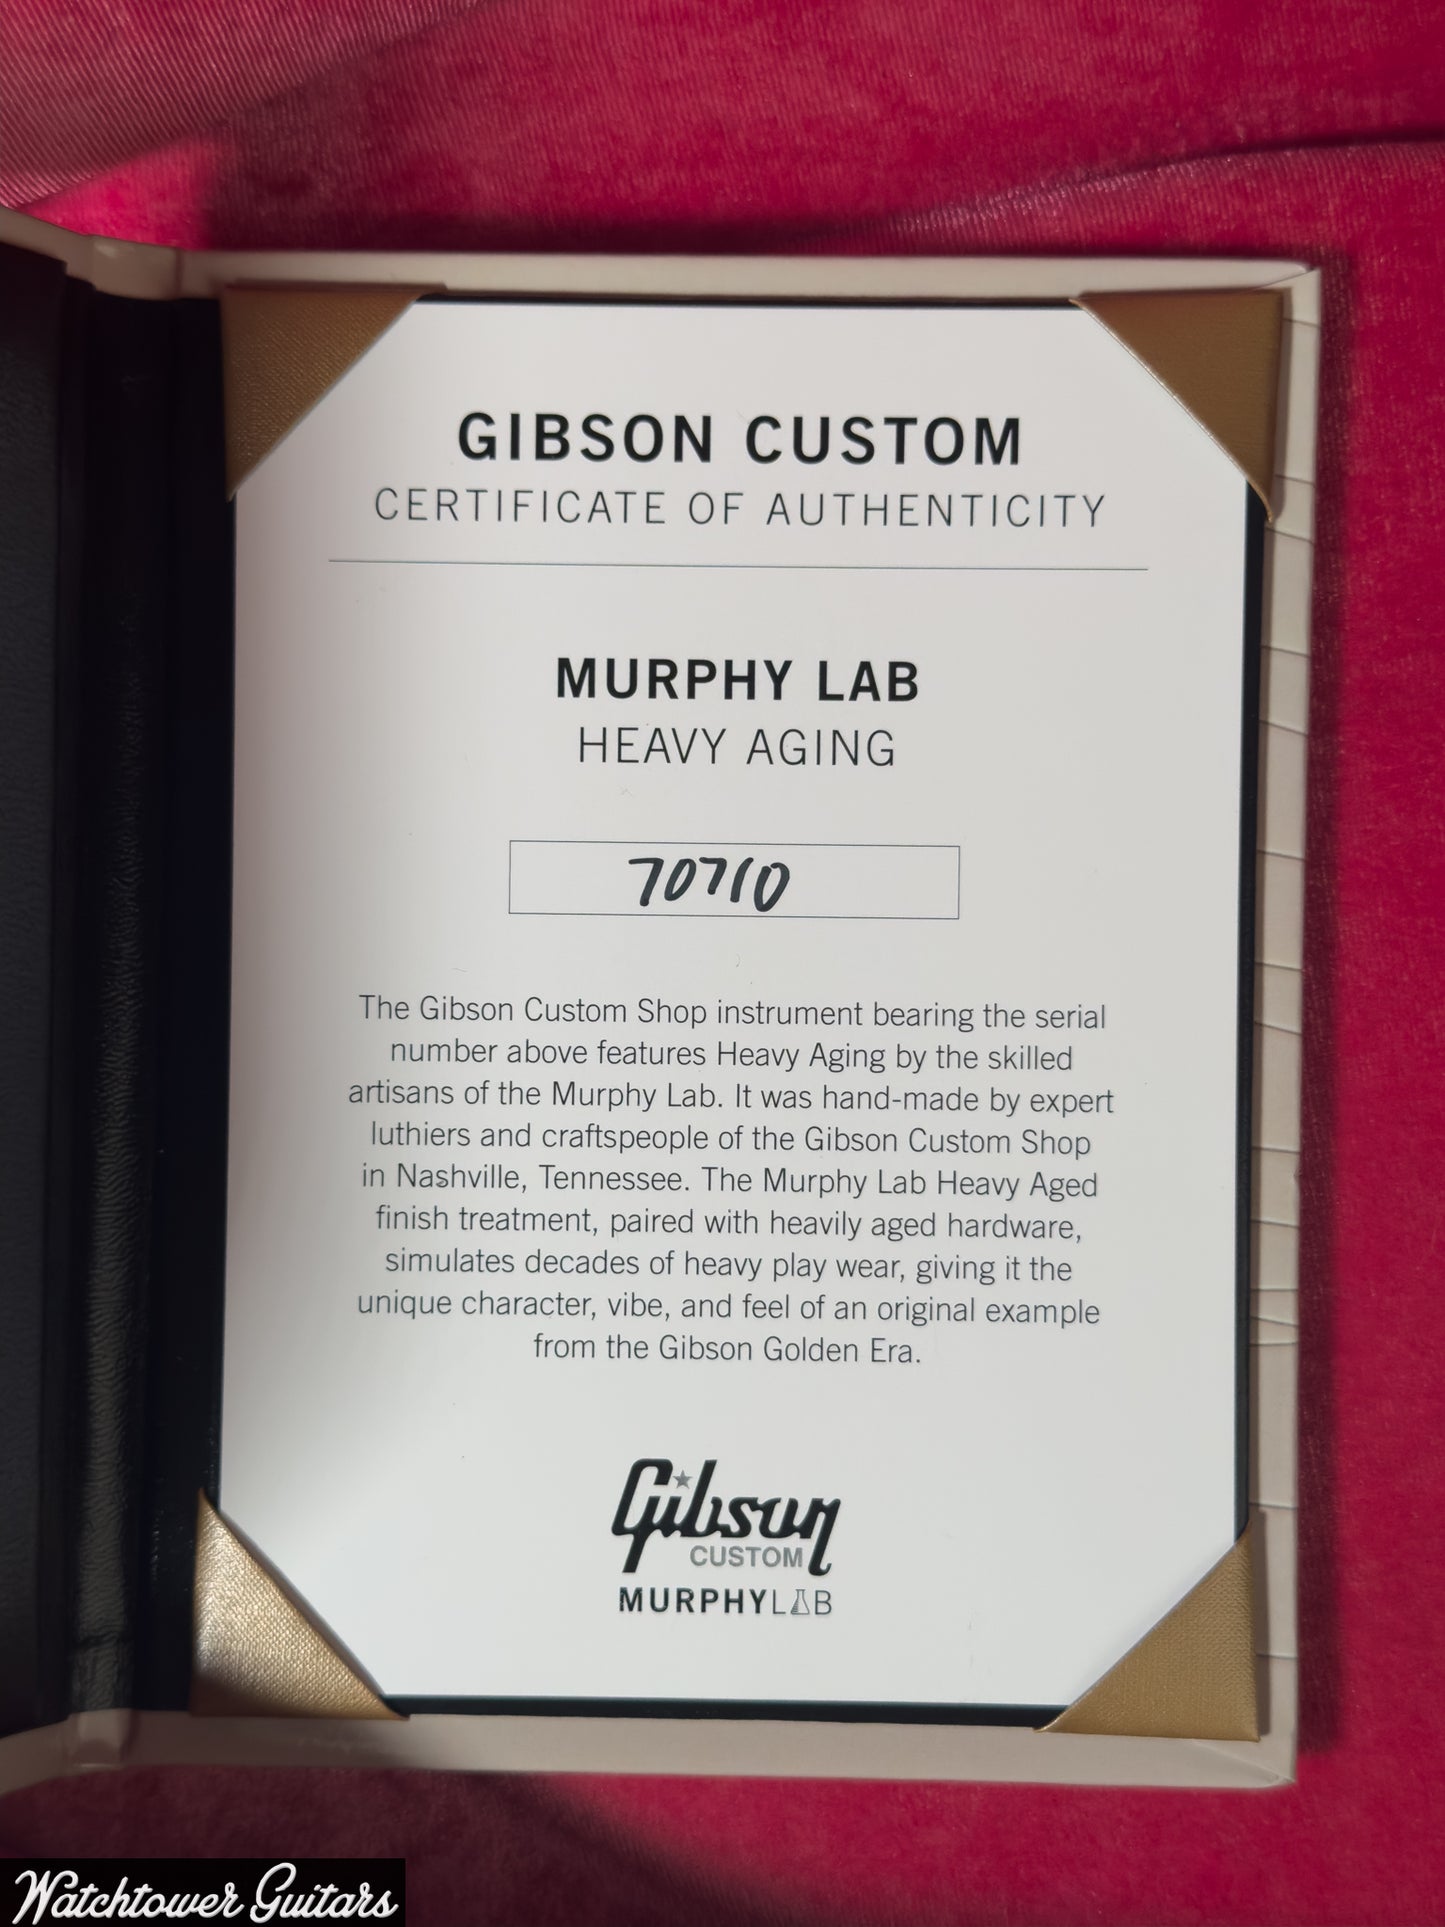 GIBSON CUSTOM
CERTIFICATE OF AUTHENTICITY
MURPHY LAB
HEAVY AGING
70710
The Gibson Custom Shop instrument bearing the serial
number above features Heavy Aging by the skilled
artisans of the Murphy Lab. It was hand-made by expert
luthiers and craftspeople of the Gibson Custom Shop
in Nashville, Tennessee. The Murphy Lab Heavy Aged
finish treatment, paired with heavily aged hardware,
simulates decades of heavy play wear, giving it the
unique character, vibe, and feel of an original example
from the Gibson Golden Era.
Gibson
CUSTOM
MURPHYLAB
Watchtower Guitars